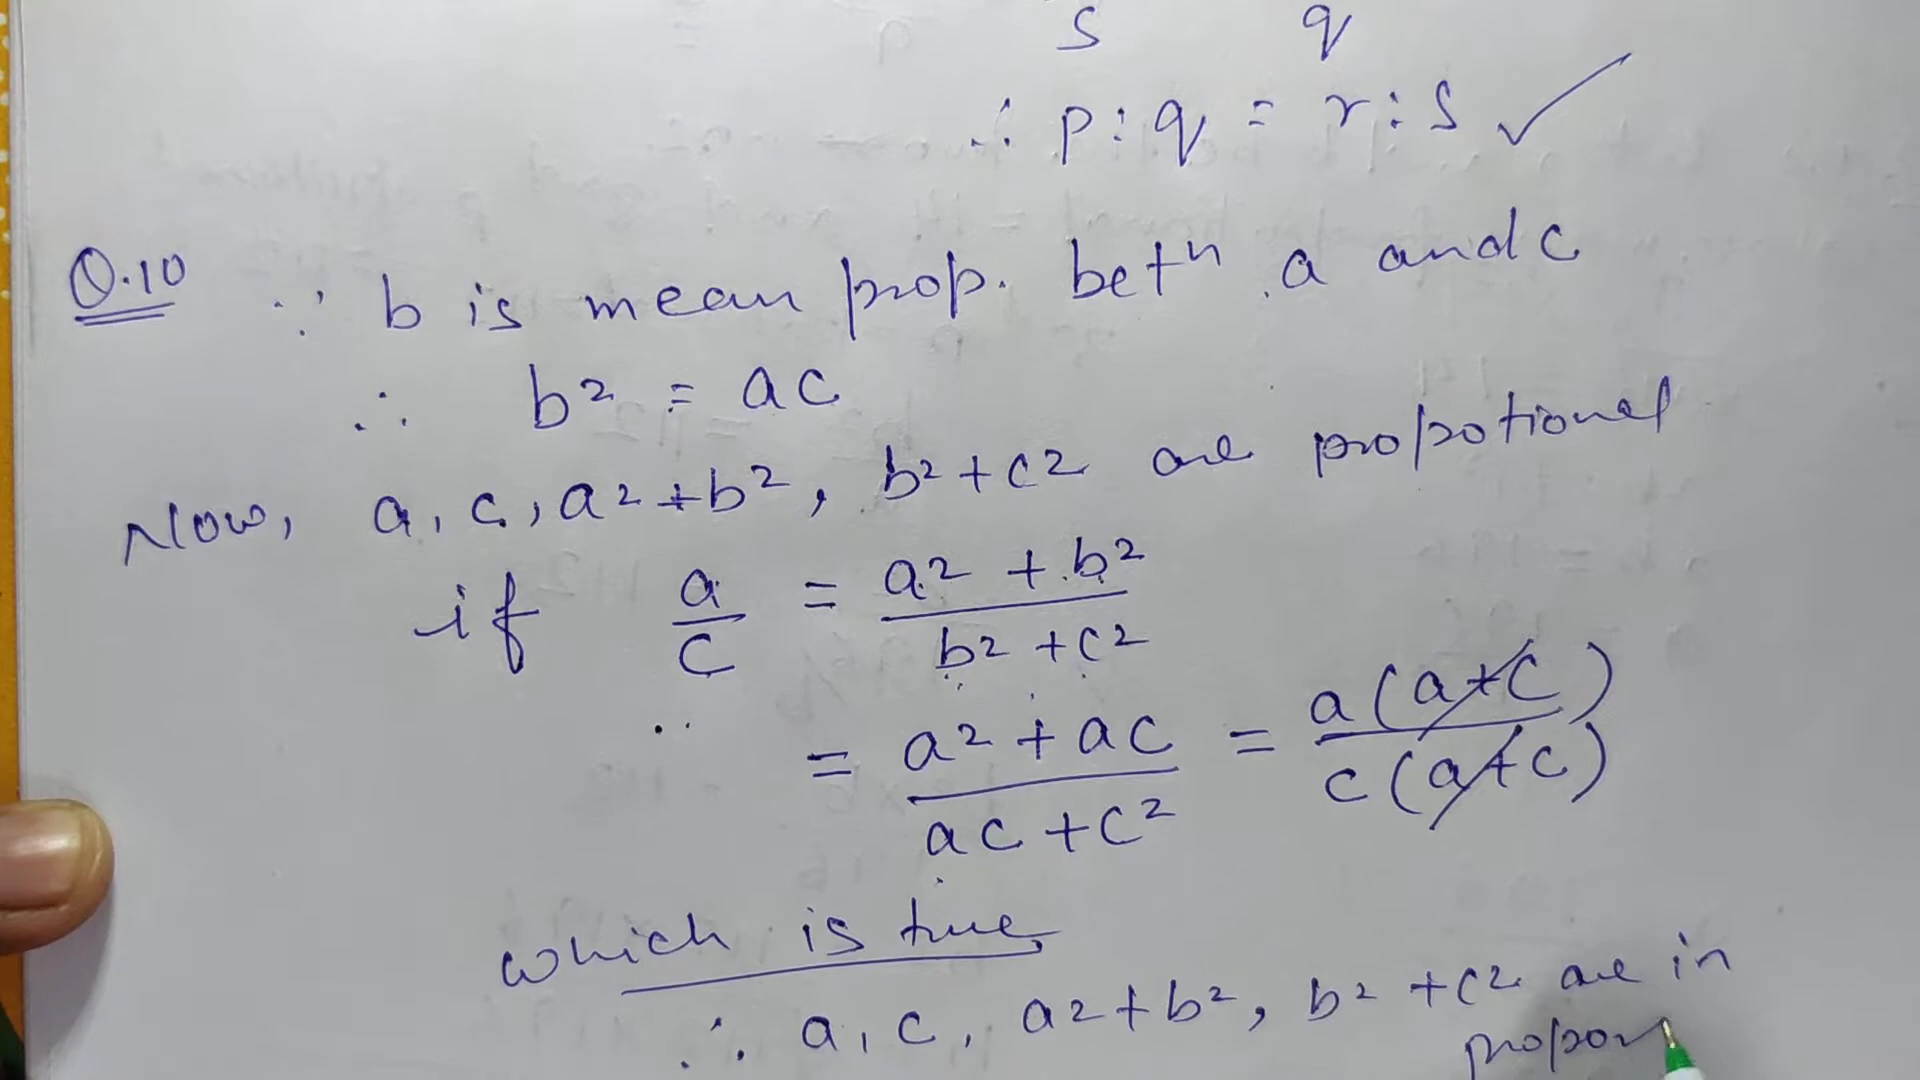 s q
∴ p : q = r : s ✓
Q.10 ∵ b is mean prop. betⁿ a and c
∴ b² = ac
Now, a, c, a² + b², b² + c² are propotional
if a/c = (a² + b²)/(b² + c²)
= (a² + ac)/(ac + c²) = a(a+c)/c(a+c)
which is true
∴ a, c, a² + b², b² + c² are in
propor